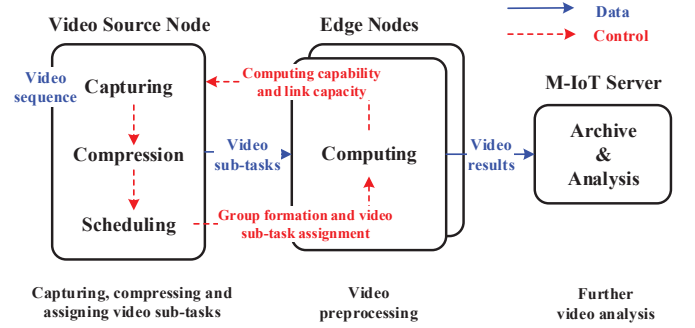 Video Source Node
Edge Nodes
Data
Control
Video
sequence
Capturing
Compression
Scheduling
Computing capability
and link capacity
Video
sub-tasks
Computing
Group formation and video
sub-task assignment
Video
results
M-IoT Server
Archive
&
Analysis
Capturing, compressing and
assigning video sub-tasks
Video
preprocessing
Further
video analysis